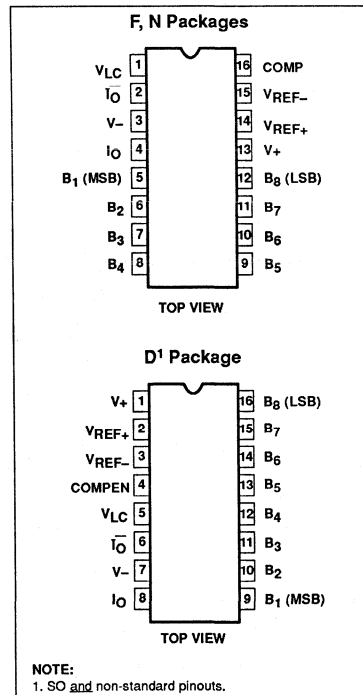 F, N Packages
VLC 1 16 COMP
IO 2 15 VREF–
V– 3 14 VREF+
IO 4 13 V+
B1 (MSB) 5 12 B8 (LSB)
B2 6 11 B7
B3 7 10 B6
B4 8 9 B5
TOP VIEW
D1 Package
V+ 1 16 B8 (LSB)
VREF+ 2 15 B7
VREF– 3 14 B6
COMPEN 4 13 B5
VLC 5 12 B4
IO 6 11 B3
V– 7 10 B2
IO 8 9 B1 (MSB)
TOP VIEW
NOTE:
1. SO and non-standard pinouts.